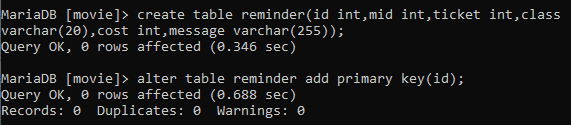 MariaDB [movie]> create table reminder(id int,mid int,ticket int,class
varchar(20),cost int,message varchar(255));
Query OK, 0 rows affected (0.346 sec)
MariaDB [movie]> alter table reminder add primary key(id);
Query OK, 0 rows affected (0.688 sec)
Records: 0  Duplicates: 0  Warnings: 0